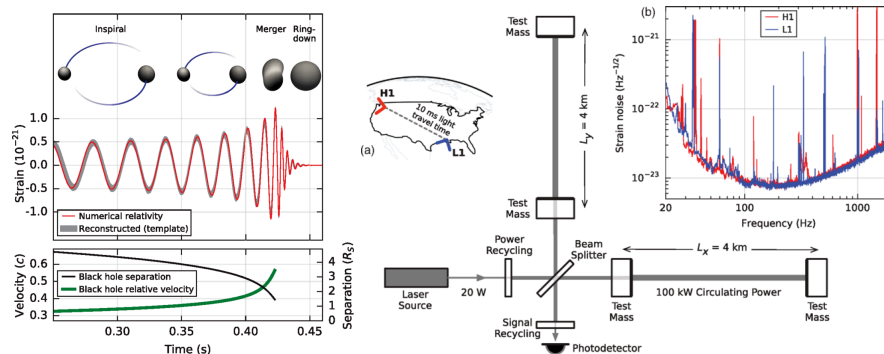 Inspiral
Merger
Ring-
down
Strain (10⁻²¹)
1.0
0.5
0.0
-0.5
-1.0
Numerical relativity
Reconstructed (template)
Velocity (c)
0.6
0.5
0.4
0.3
Black hole separation
Black hole relative velocity
4
3
2
1
0
Separation (R_S)
0.30
0.35
0.40
0.45
Time (s)
(a)
H1
10 ms light
travel time
L1
Test
Mass
L_y = 4 km
Test
Mass
Power
Recycling
Beam
Splitter
L_x = 4 km
Laser
Source
20 W
100 kW Circulating Power
Test
Mass
Test
Mass
Signal
Recycling
Photodetector
(b)
H1
L1
Strain noise (Hz⁻¹/²)
10⁻²¹
10⁻²²
10⁻²³
20
100
1000
Frequency (Hz)